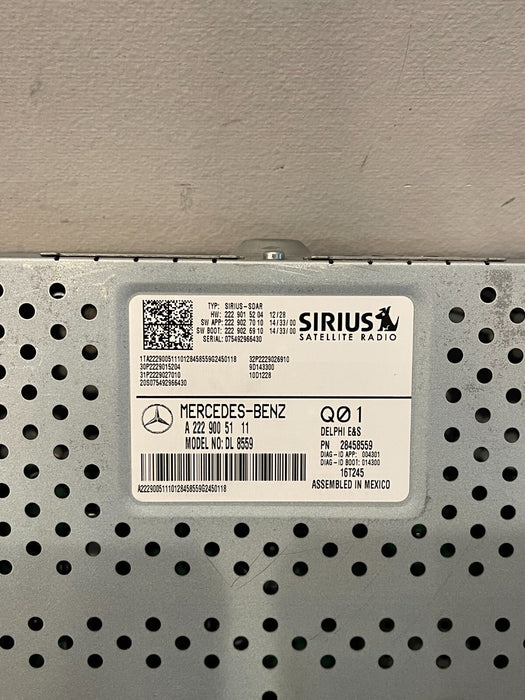 TYP: SIRIUS-SDAR
HW: 222 901 52 04 12/28
SW APP: 222 902 70 10 14/33/00
SW BOOT: 222 902 69 10 14/33/00
SERIAL: 075492966430
SIRIUS
SATELLITE RADIO
1TA22290051110128458559G2450118
30P2229015204
31P2229027010
20S075492966430
32P2229026910
9D143300
10D1228
MERCEDES-BENZ
A 222 900 51 11
MODEL NO: DL 8559
QØ1
DELPHI E&S
PN 28458559
DIAG-ID APP: 004301
DIAG-ID BOOT: 014300
16T245
ASSEMBLED IN MEXICO
A22290051110128458559G2450118